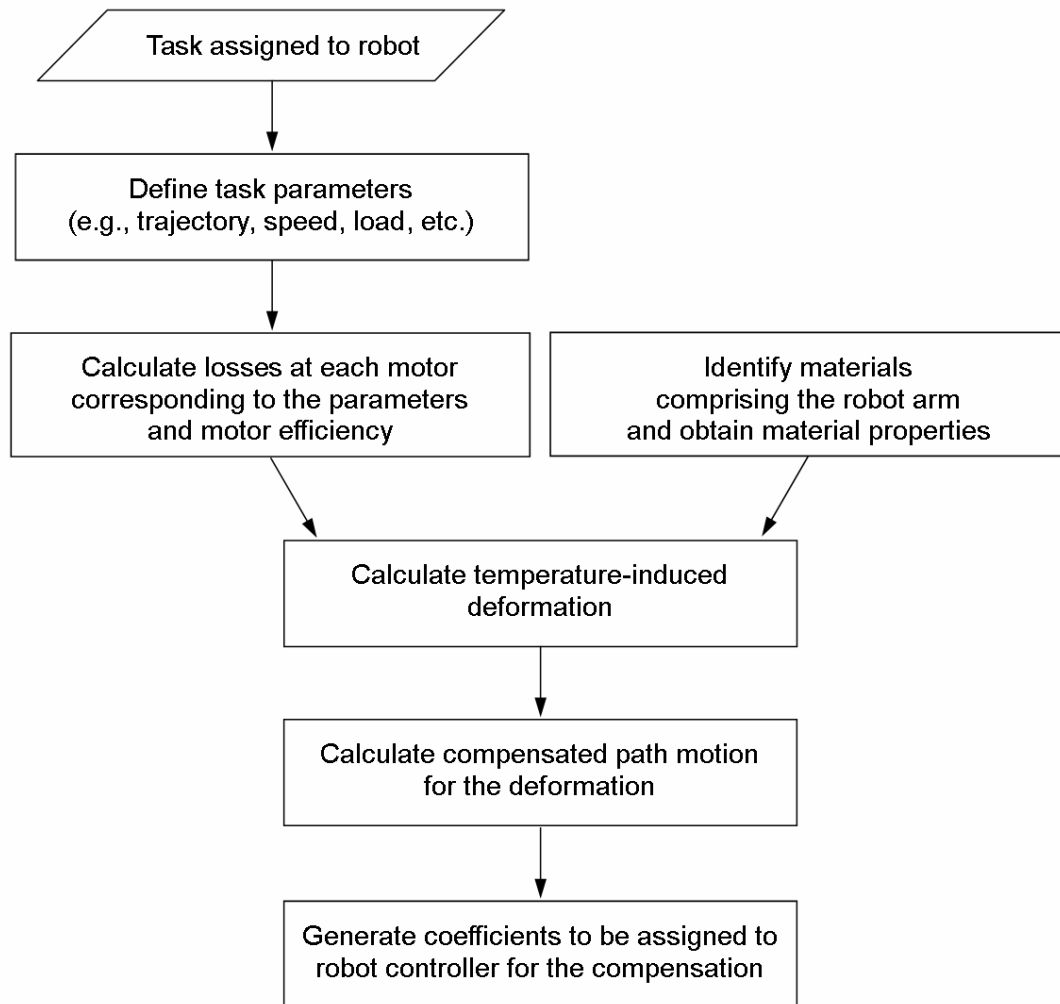 Task assigned to robot
Define task parameters
(e.g., trajectory, speed, load, etc.)
Calculate losses at each motor
corresponding to the parameters
and motor efficiency
Identify materials
comprising the robot arm
and obtain material properties
Calculate temperature-induced
deformation
Calculate compensated path motion
for the deformation
Generate coefficients to be assigned to
robot controller for the compensation